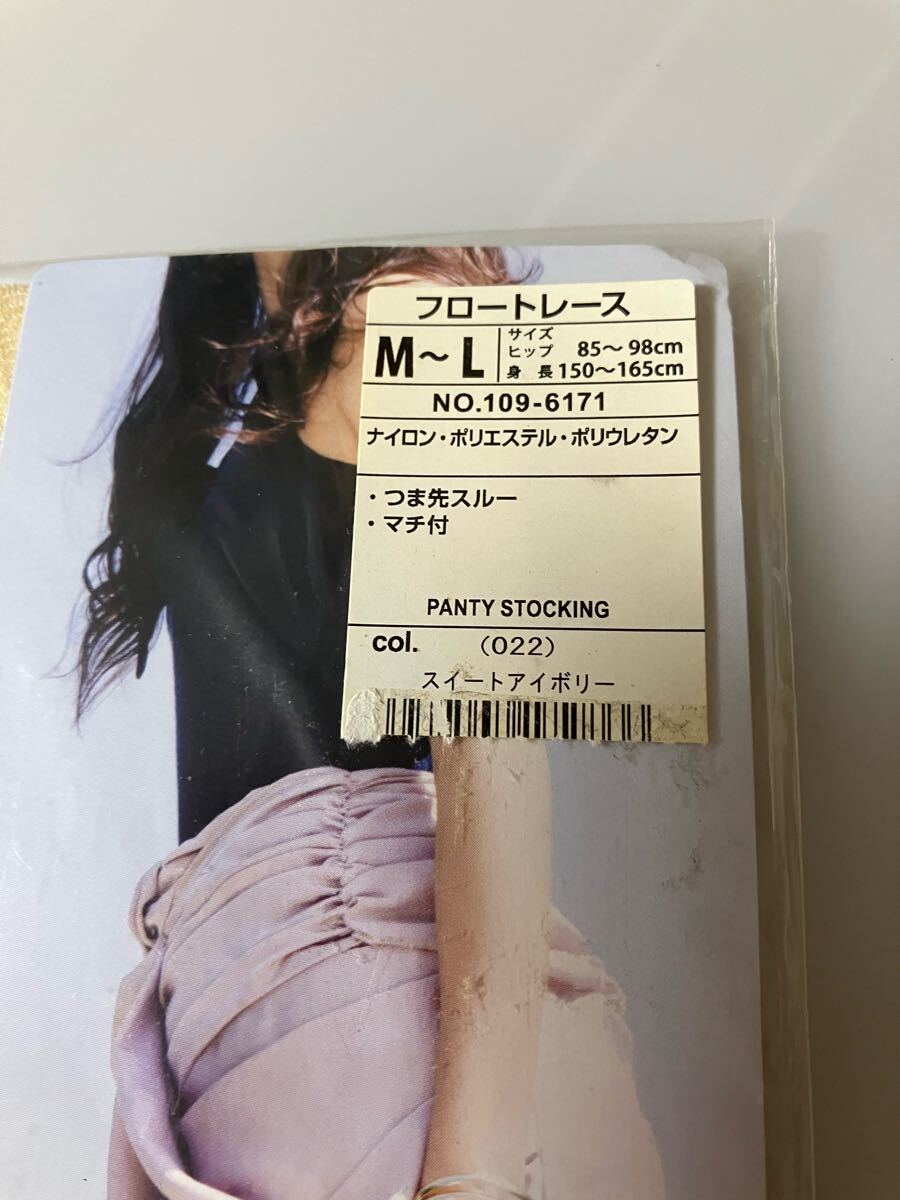 フロートレース
M～L
サイズ
ヒップ 85～98cm
身 長 150～165cm
NO.109-6171
ナイロン・ポリエステル・ポリウレタン
・つま先スルー
・マチ付
PANTY STOCKING
col. (022)
スイートアイボリー